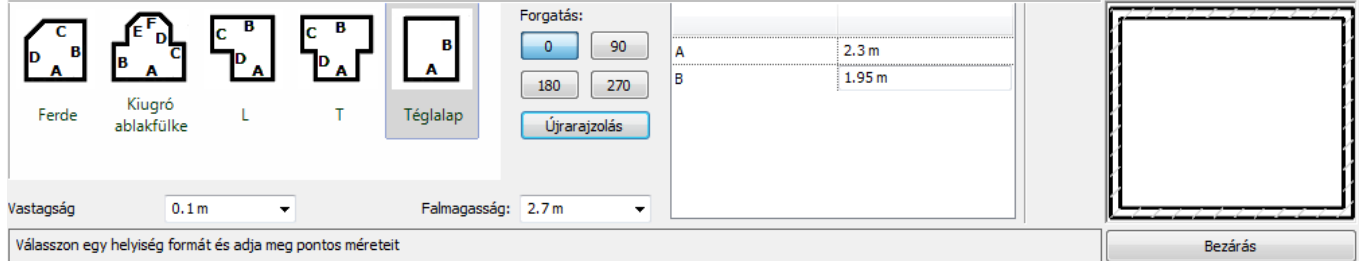 C
D
B
A
F
E
D
B
C
A
C
B
D
A
C
B
D
A
B
A
Ferde
Kiugró
ablakfülke
L
T
Téglalap
Forgatás:
0
90
180
270
Újrarajzolás
A
2.3 m
B
1.95 m
Vastagság
0.1 m
Falmagasság:
2.7 m
Válasszon egy helyiség formát és adja meg pontos méreteit
Bezárás